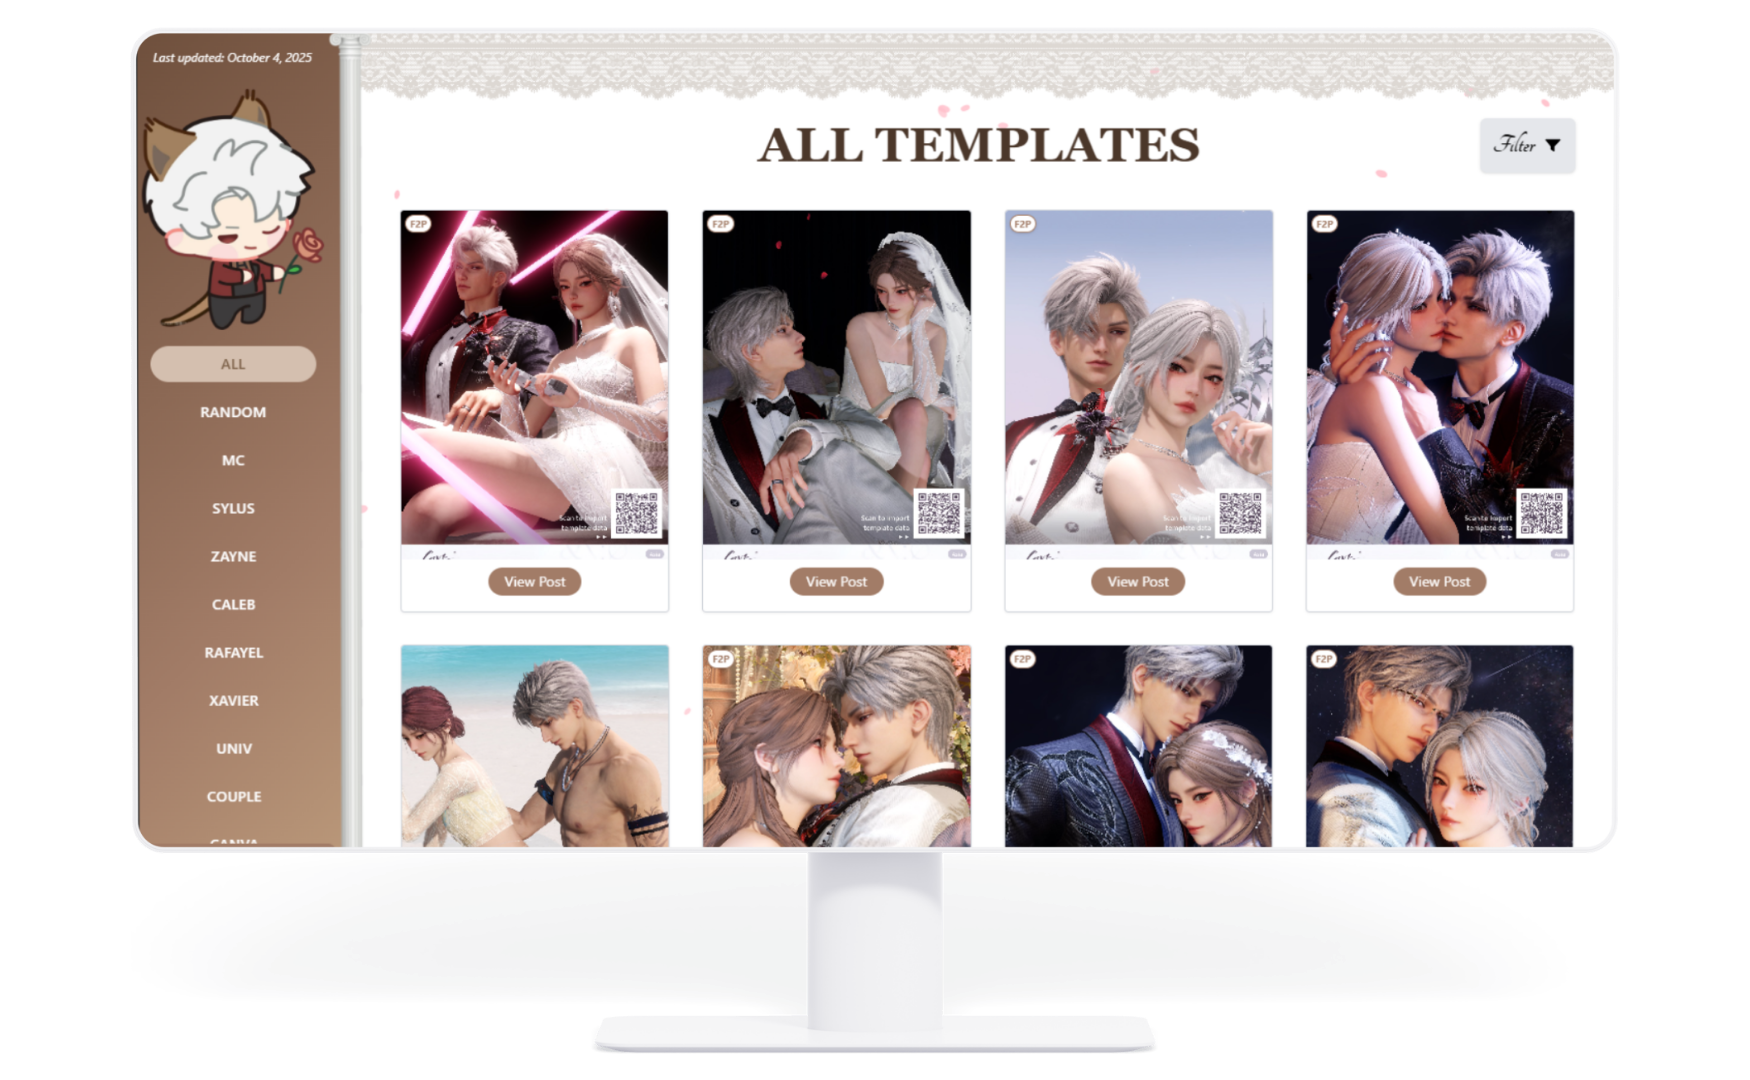 Last updated: October 4, 2025
ALL
RANDOM
MC
SYLUS
ZAYNE
CALEB
RAFAYEL
XAVIER
UNIV
COUPLE
CANVA
ALL TEMPLATES
Filter
F2P
Scan to import
template data
View Post
F2P
Scan to import
template data
View Post
F2P
Scan to import
template data
View Post
F2P
Scan to import
template data
View Post
F2P
F2P
F2P